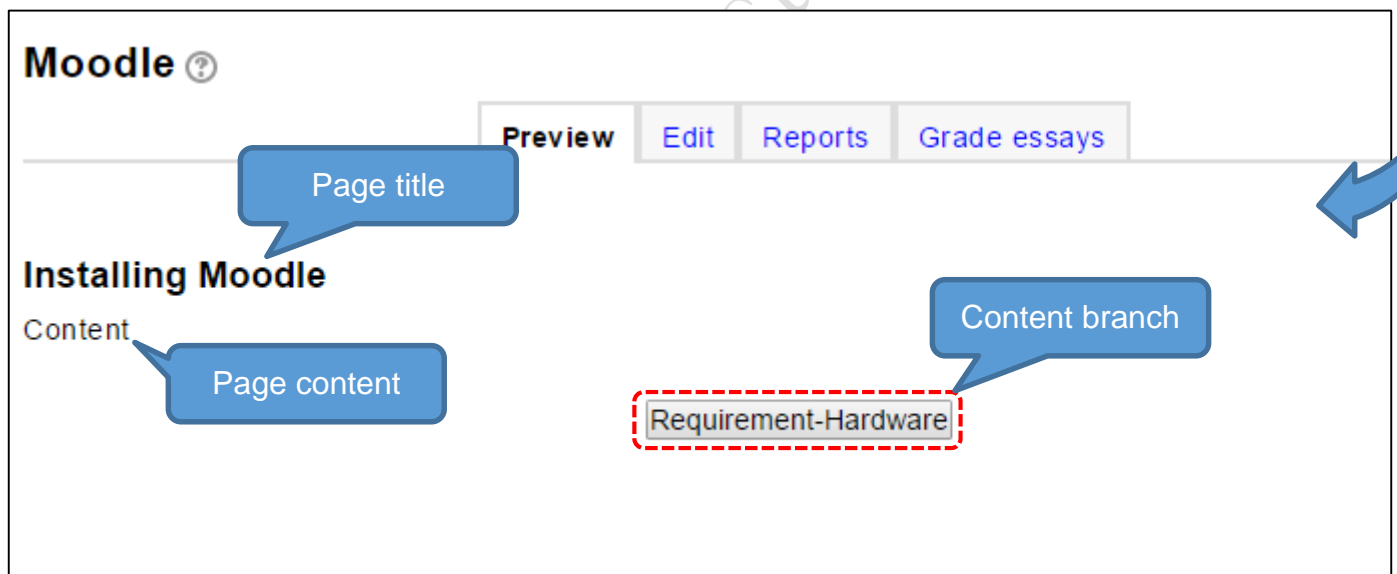 Moodle
Preview Edit Reports Grade essays
Page title
Installing Moodle
Content
Content branch
Page content
Requirement-Hardware